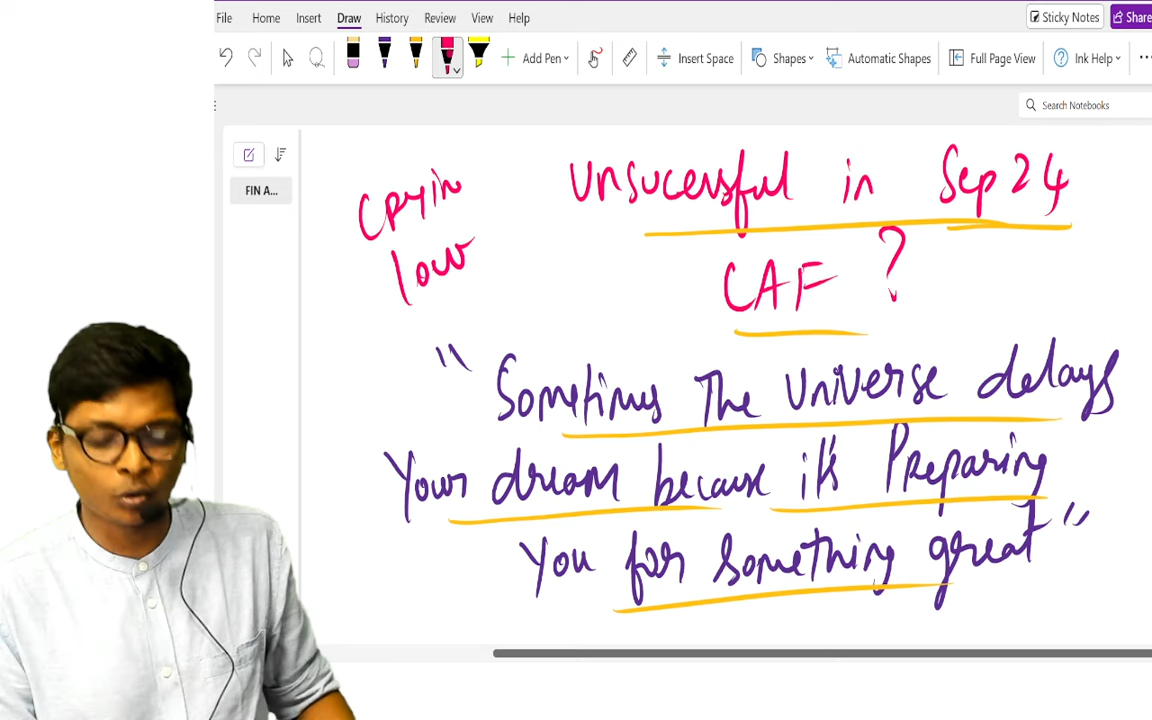 File Home Insert Draw History Review View Help Sticky Notes Share
Add Pen Insert Space Shapes Automatic Shapes Full Page View Ink Help
Search Notebooks
FIN A...
Unsucessful in Sep 24
CAF ?
Cryin
low
"Sometimes The Universe delays
Your dream because it's Preparing
You for something great"